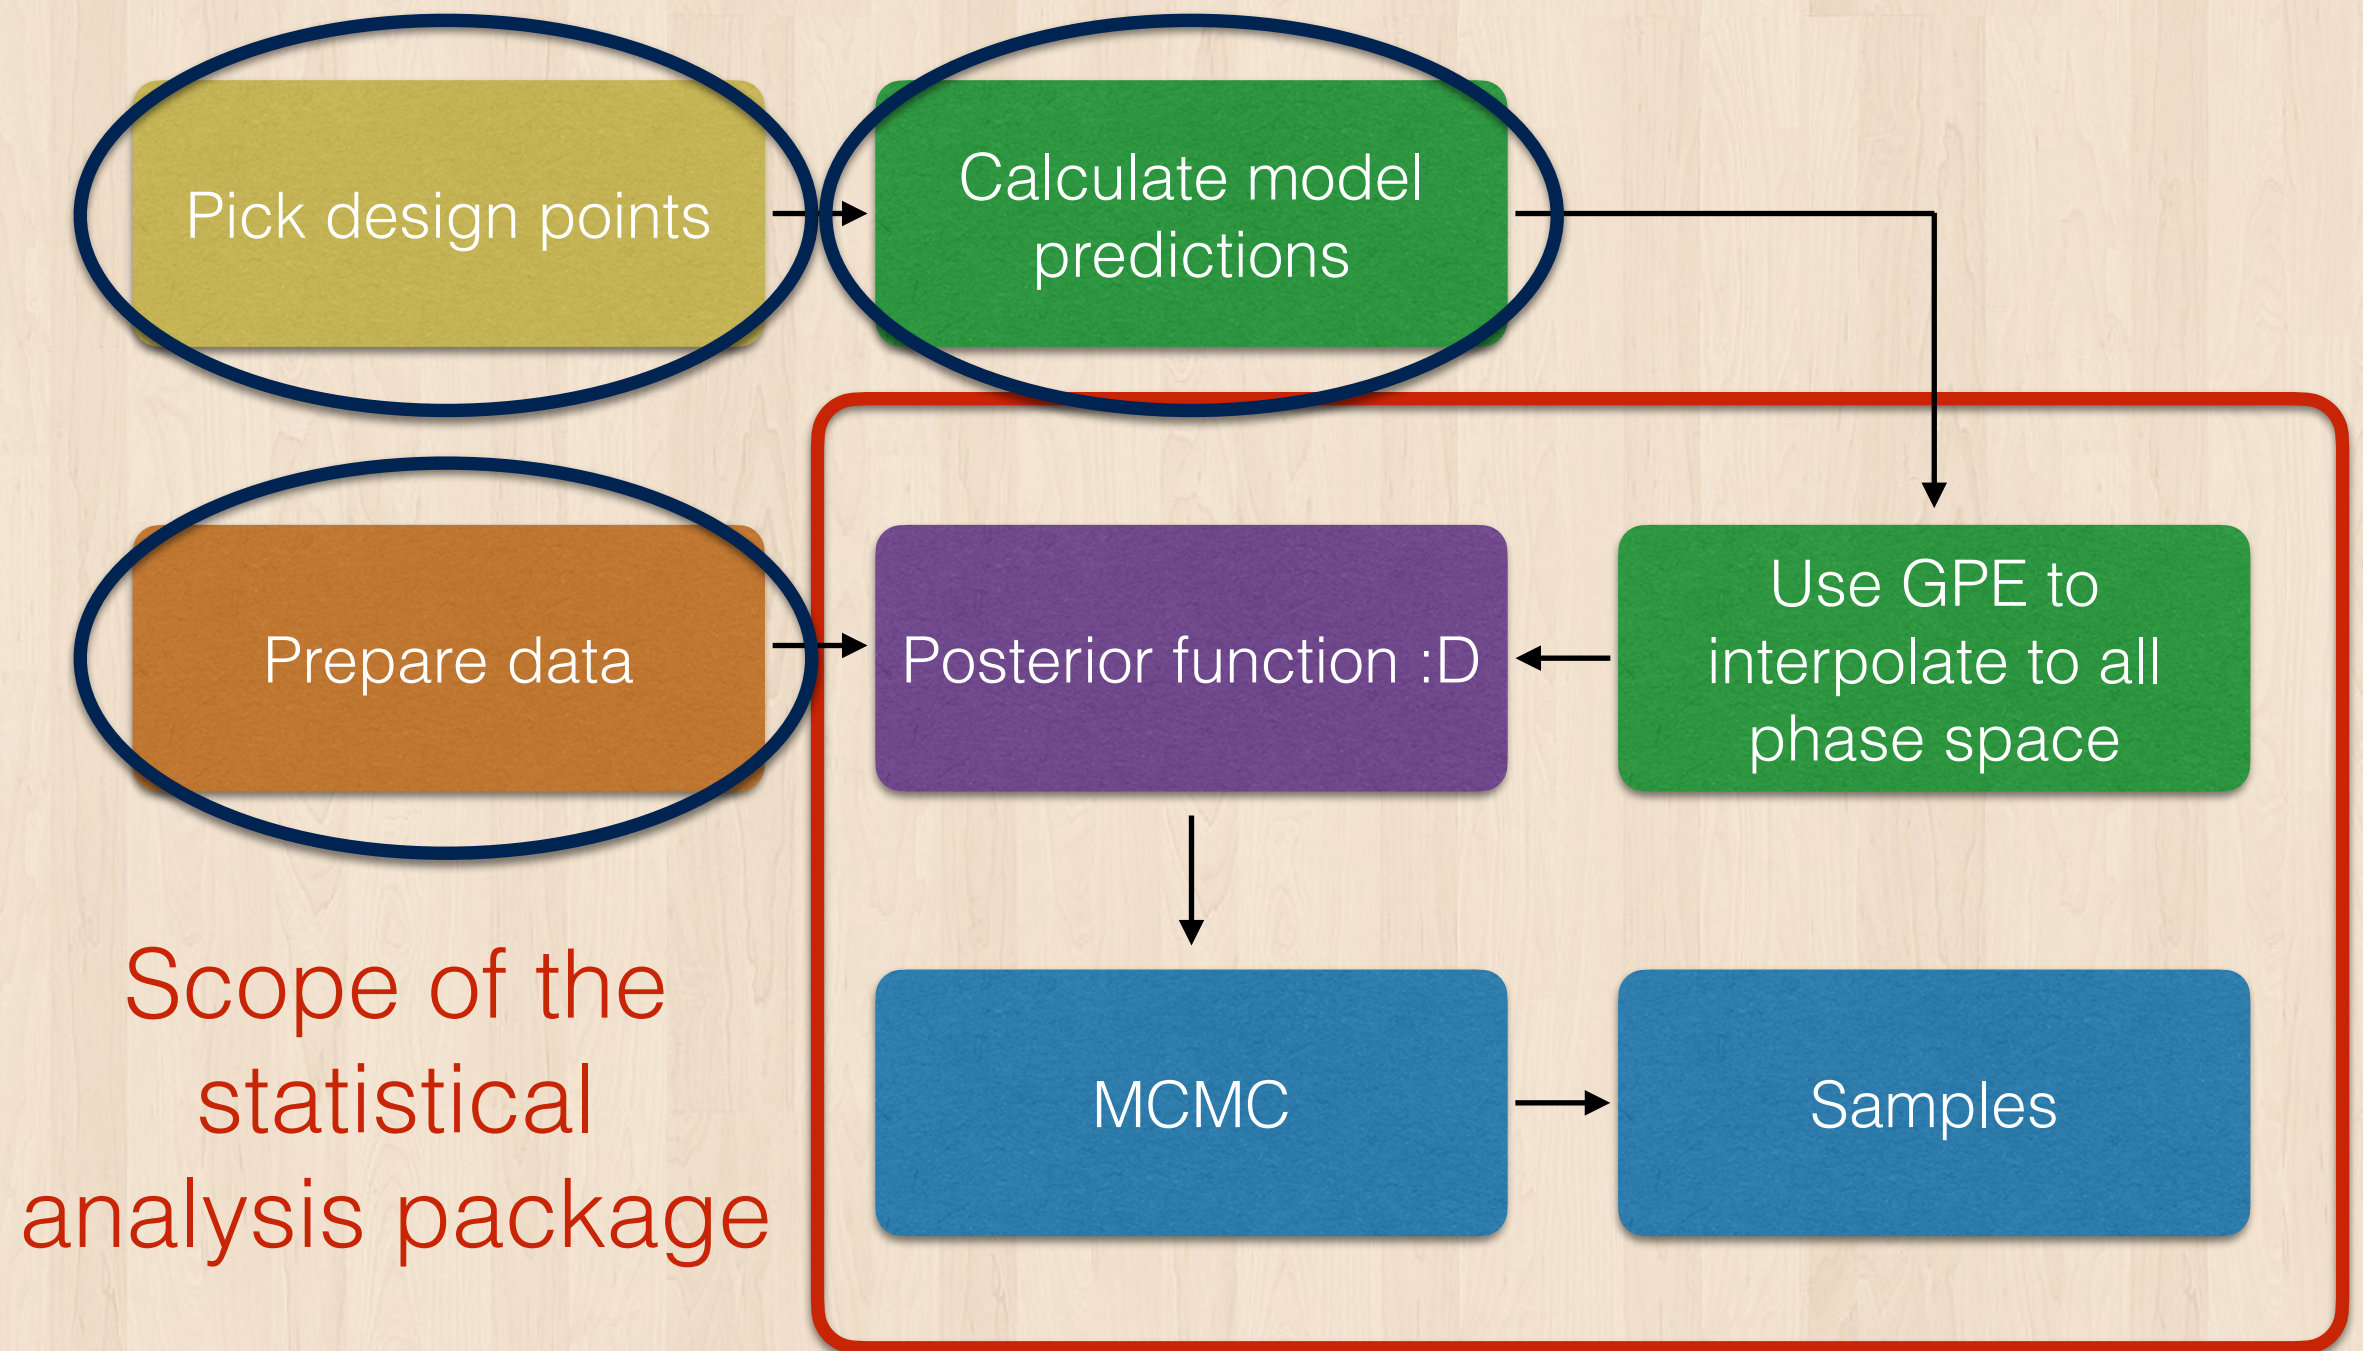 Pick design points
Calculate model
predictions
Prepare data
Posterior function :D
Use GPE to
interpolate to all
phase space
Scope of the
statistical
analysis package
MCMC
Samples